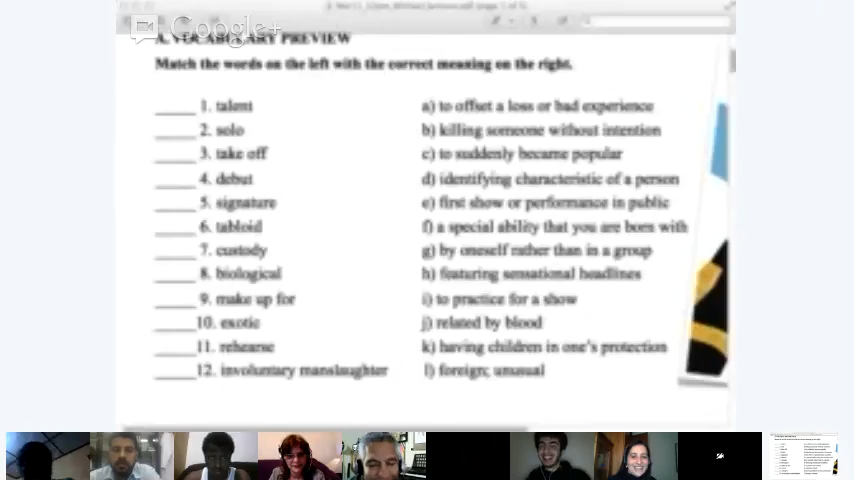 Google+
A. VOCABULARY PREVIEW
Match the words on the left with the correct meaning on the right.
_____ 1. talent a) to offset a loss or bad experience
_____ 2. solo b) killing someone without intention
_____ 3. take off c) to suddenly became popular
_____ 4. debut d) identifying characteristic of a person
_____ 5. signature e) first show or performance in public
_____ 6. tabloid f) a special ability that you are born with
_____ 7. custody g) by oneself rather than in a group
_____ 8. biological h) featuring sensational headlines
_____ 9. make up for i) to practice for a show
_____10. exotic j) related by blood
_____11. rehearse k) having children in one's protection
_____12. involuntary manslaughter l) foreign; unusual